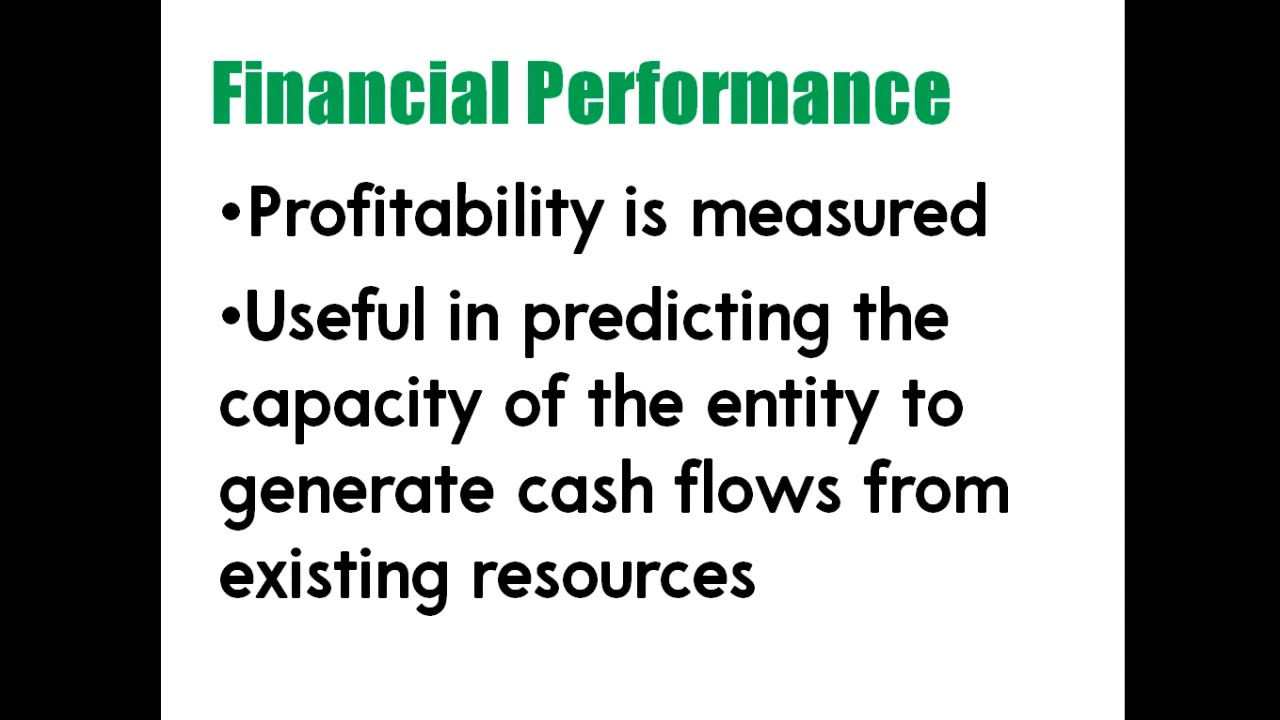 Financial Performance
•Profitability is measured
•Useful in predicting the
capacity of the entity to
generate cash flows from
existing resources